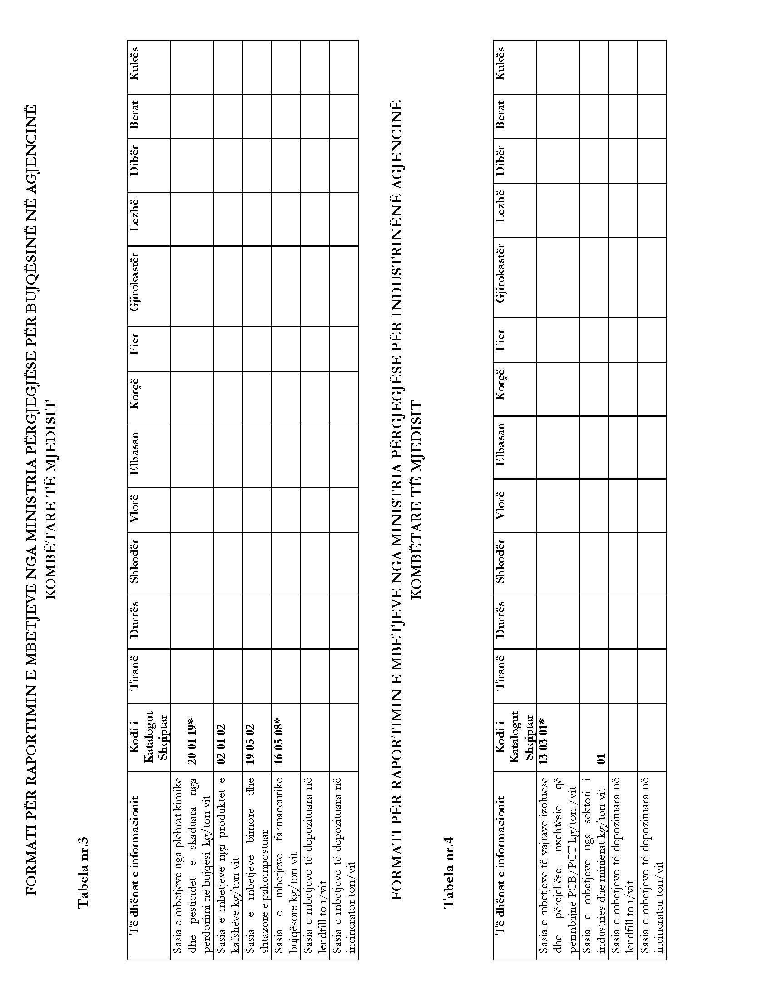 FORMATI PËR RAPORTIMIN E MBETJEVE NGA MINISTRIA PËRGJEGJËSE PËR BUJQËSINË NË AGJENCINË
KOMBËTARE TË MJEDISIT
Tabela nr.3
Të dhënat e informacionit
Kodi i
Katalogut
Shqiptar
Tiranë
Durrës
Shkodër
Vlorë
Elbasan
Korçë
Fier
Gjirokastër
Lezhë
Dibër
Berat
Kukës
Sasia e mbetjeve nga plehrat kimike
dhe pesticidet e skaduara nga
përdorimi në bujqësi kg/ton vit
20 01 19*
Sasia e mbetjeve nga produktet e
kafshëve kg/ton vit
02 01 02
Sasia e mbetjeve bimore dhe
shtazore e pakompostuar
19 05 02
Sasia e mbetjeve farmaceutike
bujqësore kg/ton vit
16 05 08*
Sasia e mbetjeve të depozituara në
lendfill ton/vit
Sasia e mbetjeve të depozituara në
incinerator ton/vit
FORMATI PËR RAPORTIMIN E MBETJEVE NGA MINISTRIA PËRGJEGJËSE PËR INDUSTRINËNË AGJENCINË
KOMBËTARE TË MJEDISIT
Tabela nr.4
Të dhënat e informacionit
Kodi i
Katalogut
Shqiptar
Tiranë
Durrës
Shkodër
Vlorë
Elbasan
Korçë
Fier
Gjirokastër
Lezhë
Dibër
Berat
Kukës
Sasia e mbetjeve të vajrave izoluese
dhe përcjellëse nxehtësie që
përmbajnë PCB/PCT kg/ton /vit
13 03 01*
Sasia e mbetjeve nga sektori i
industries dhe minierat kg/ton vit
01
Sasia e mbetjeve të depozituara në
lendfill ton/vit
Sasia e mbetjeve të depozituara në
incinerator ton/vit